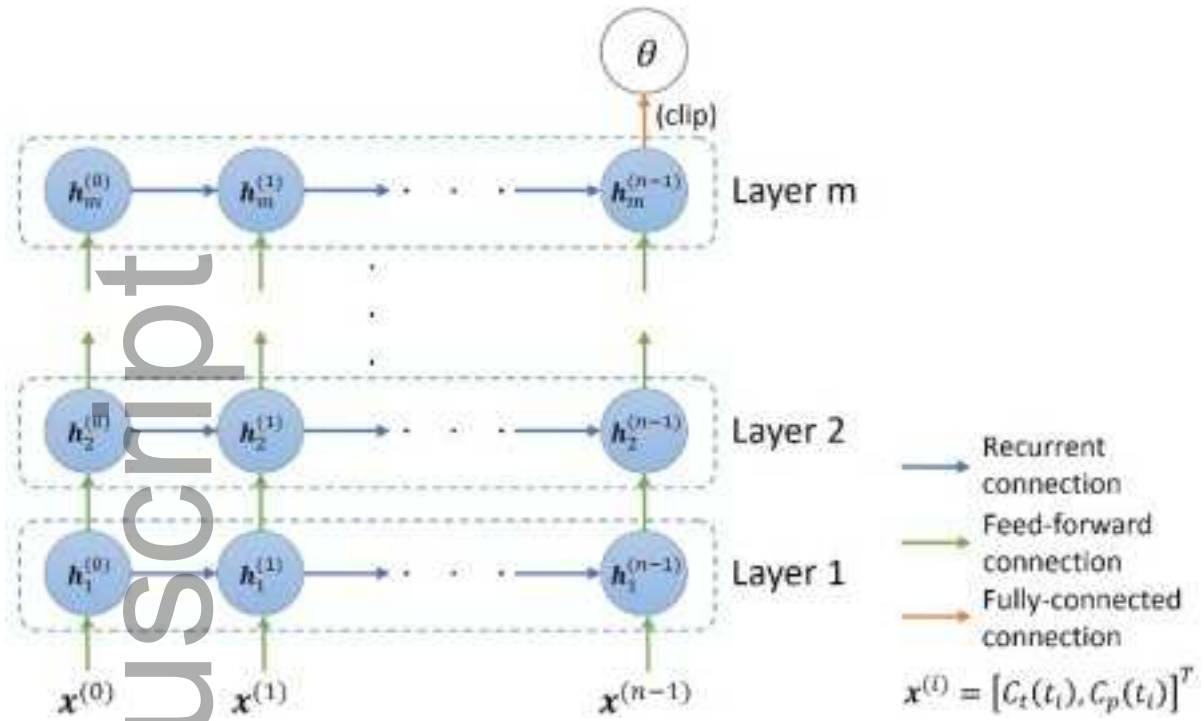 θ
(clip)
h_m^(0) h_m^(1) . . . h_m^(n−1) Layer m
.
.
.
h_2^(0) h_2^(1) . . . h_2^(n−1) Layer 2
h_1^(0) h_1^(1) . . . h_1^(n−1) Layer 1
x^(0) x^(1) x^(n−1)
Recurrent
connection
Feed-forward
connection
Fully-connected
connection
x^(i) = [C_t(t_i), C_p(t_i)]^T
uscript